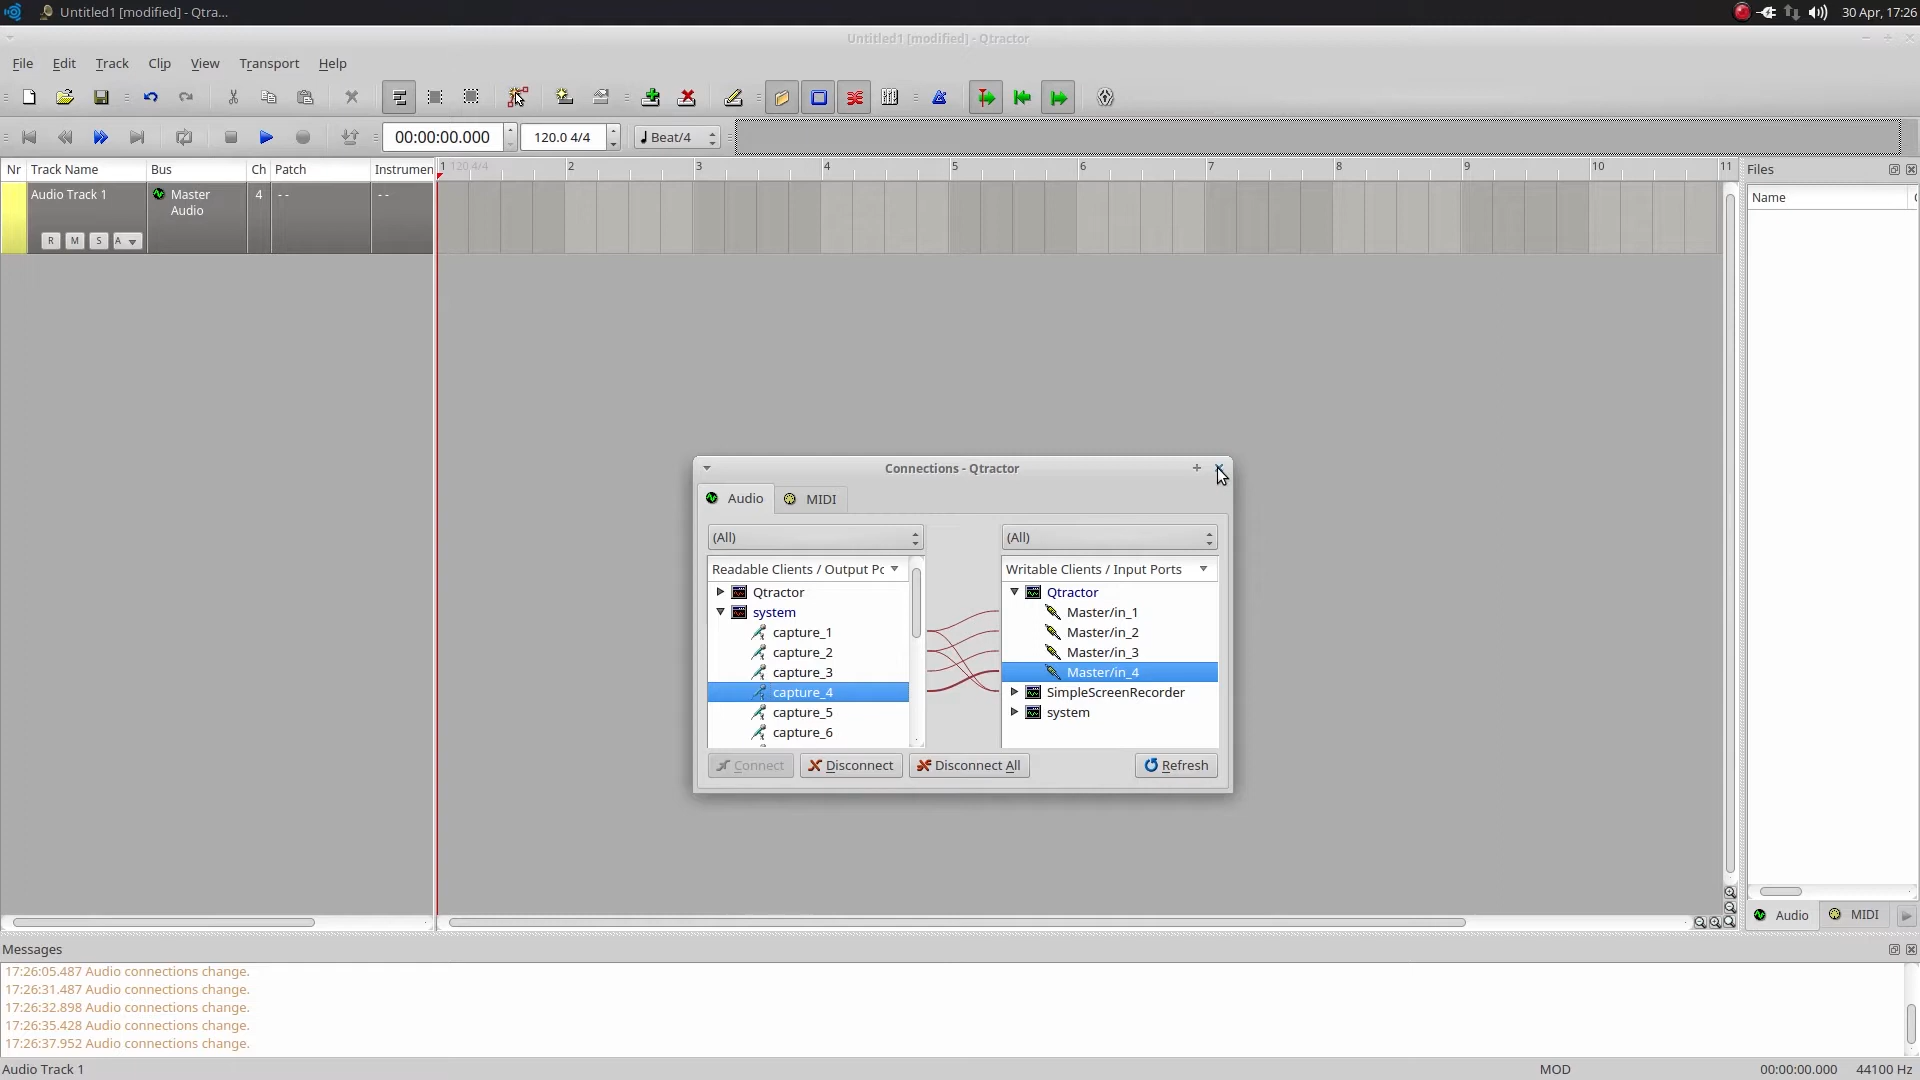 Untitled1 [modified] - Qtra...
30 Apr, 17:26
Untitled1 [modified] - Qtractor
File Edit Track Clip View Transport Help
00:00:00.000 120.0 4/4 Beat/4
Nr Track Name Bus Ch Patch Instrumen
1 120 4/4 2 3 4 5 6 7 8 9 10 11
Files
Name
Audio Track 1 Master 4 -- --
Audio
R M S A
Connections - Qtractor
Audio MIDI
(All) (All)
Readable Clients / Output Pc Writable Clients / Input Ports
Qtractor Qtractor
system Master/in_1
capture_1 Master/in_2
capture_2 Master/in_3
capture_3 Master/in_4
capture_4 SimpleScreenRecorder
capture_5 system
capture_6
Connect Disconnect Disconnect All Refresh
Audio MIDI
Messages
17:26:05.487 Audio connections change.
17:26:31.487 Audio connections change.
17:26:32.898 Audio connections change.
17:26:35.428 Audio connections change.
17:26:37.952 Audio connections change.
Audio Track 1 MOD 00:00:00.000 44100 Hz